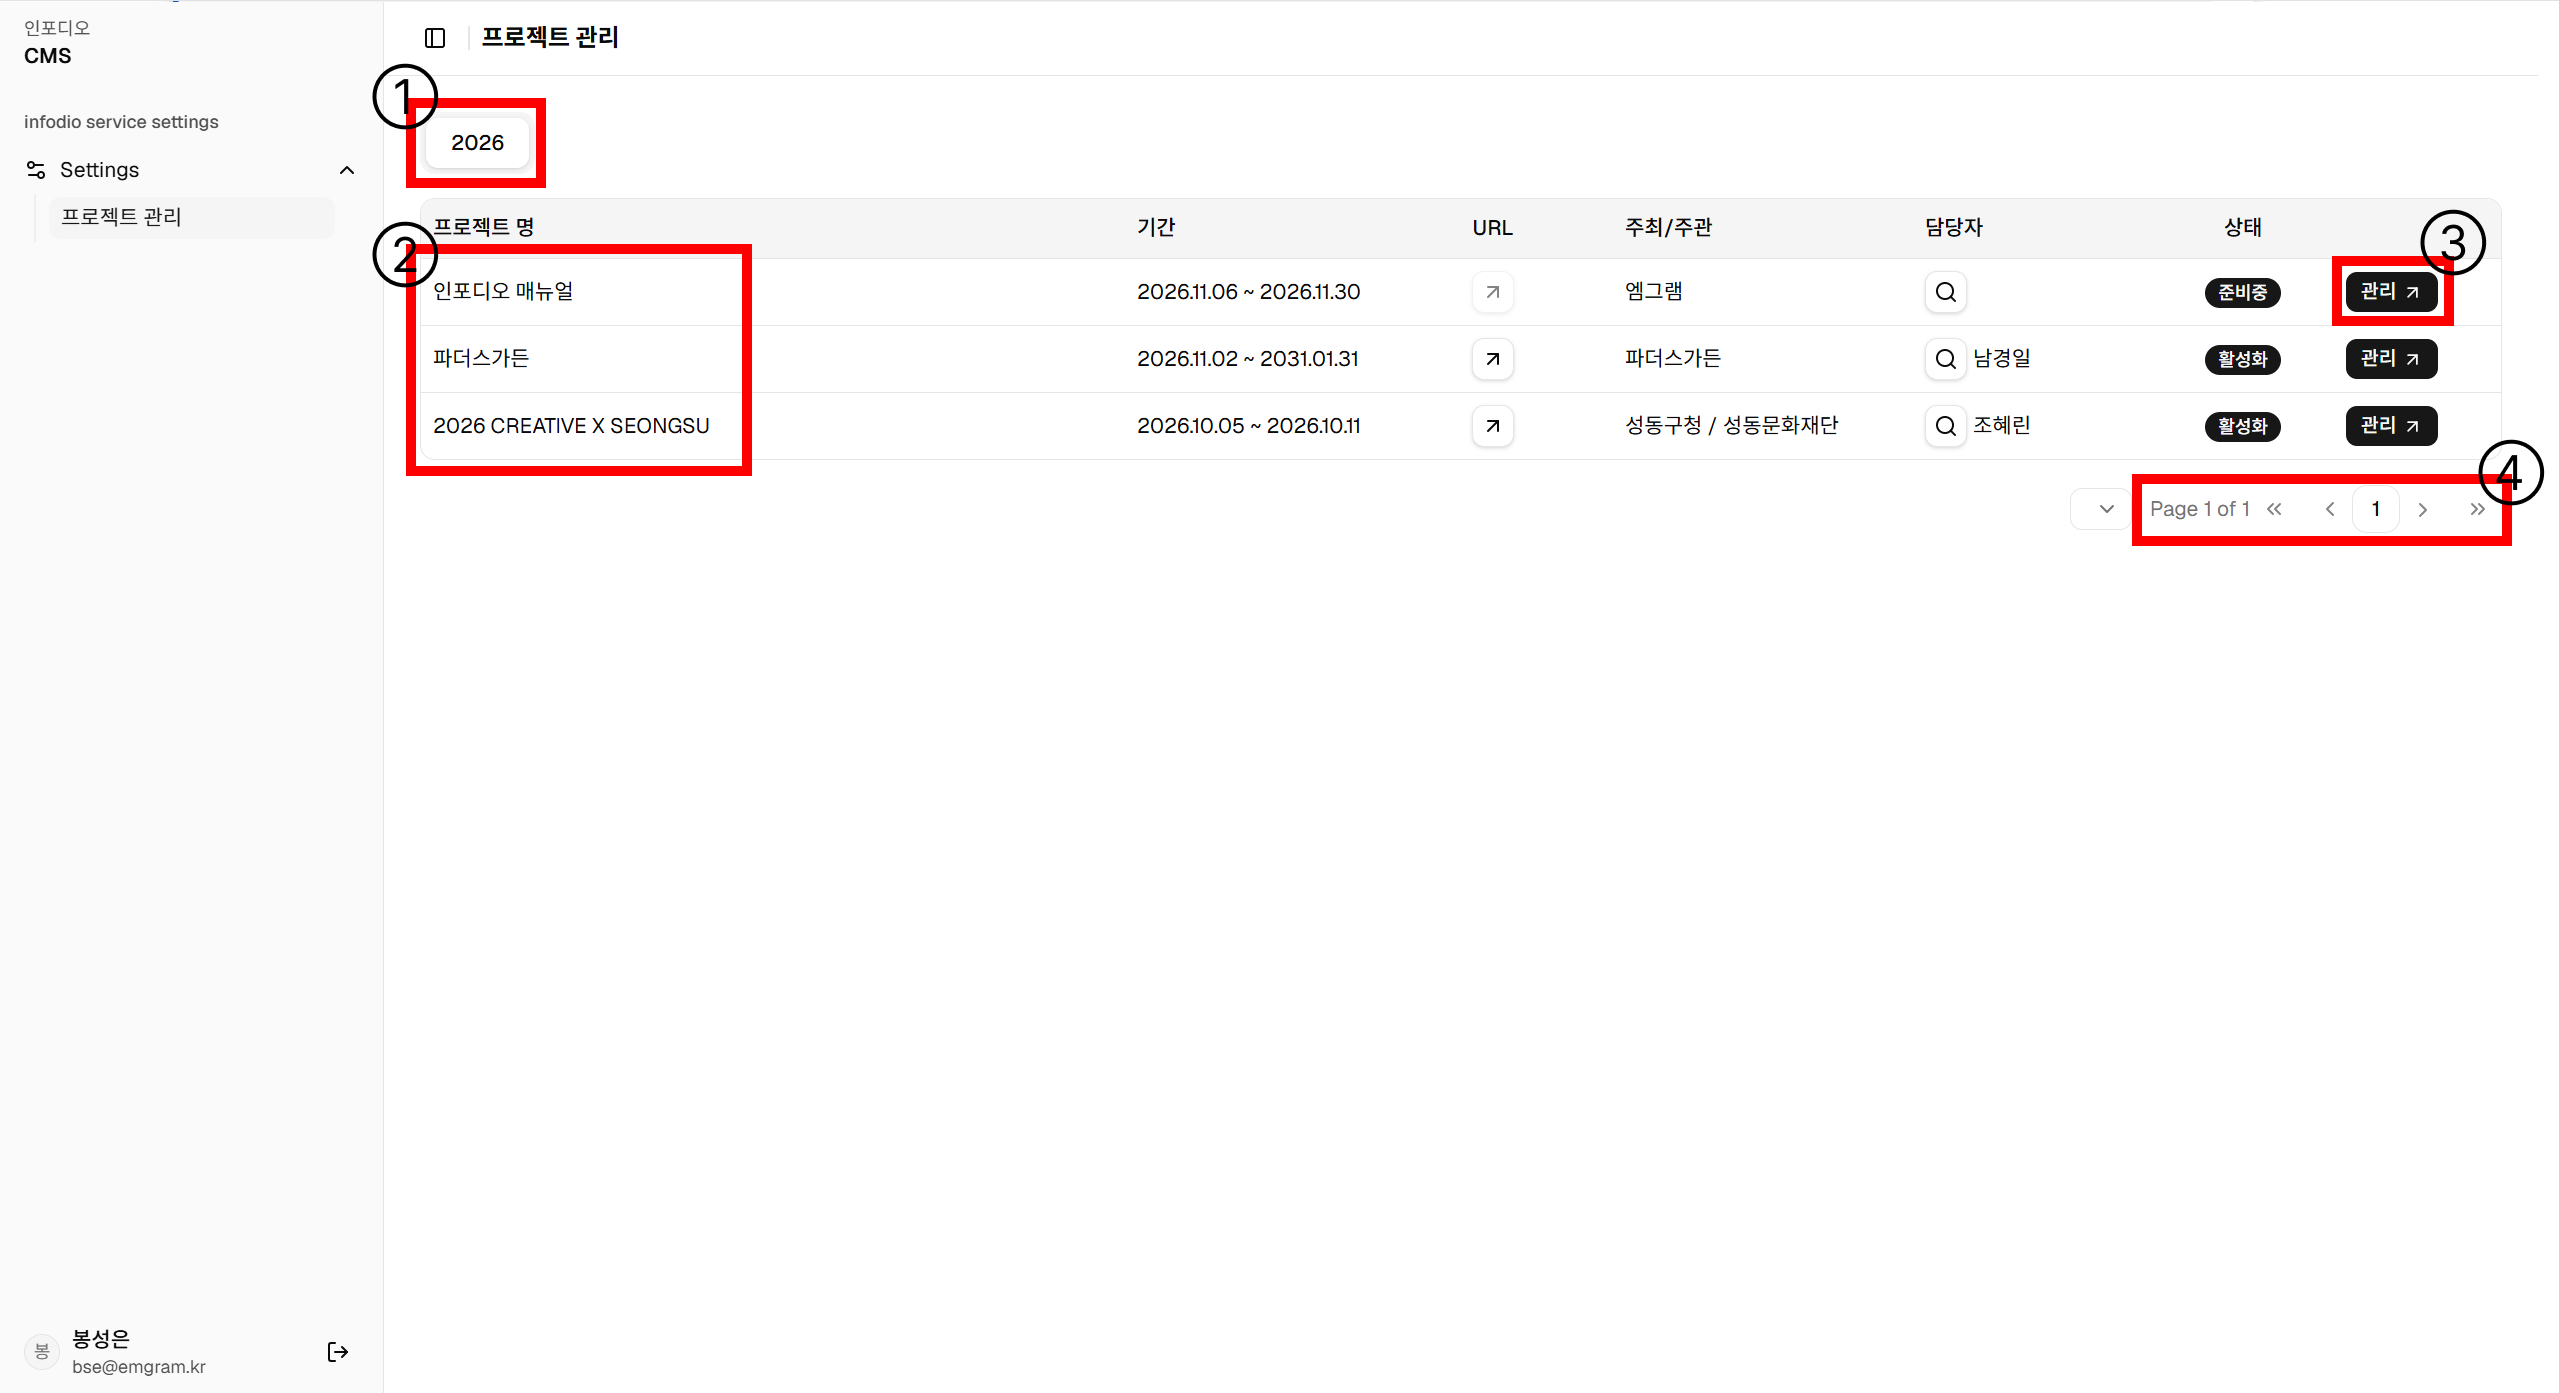 인포디오
CMS
프로젝트 관리
infodio service settings
Settings
프로젝트 관리
①
2026
②
③
프로젝트 명 기간 URL 주최/주관 담당자 상태
인포디오 매뉴얼 2026.11.06 ~ 2026.11.30 엠그램 준비중 관리
파더스가든 2026.11.02 ~ 2031.01.31 파더스가든 남경일 활성화 관리
2026 CREATIVE X SEONGSU 2026.10.05 ~ 2026.10.11 성동구청 / 성동문화재단 조혜린 활성화 관리
④
Page 1 of 1 1
봉
봉성은
bse@emgram.kr